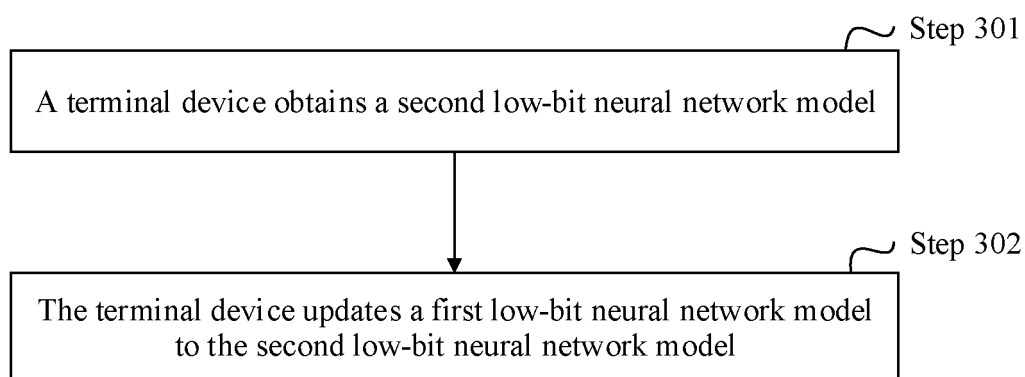 Step 301
A terminal device obtains a second low-bit neural network model
Step 302
The terminal device updates a first low-bit neural network model
to the second low-bit neural network model